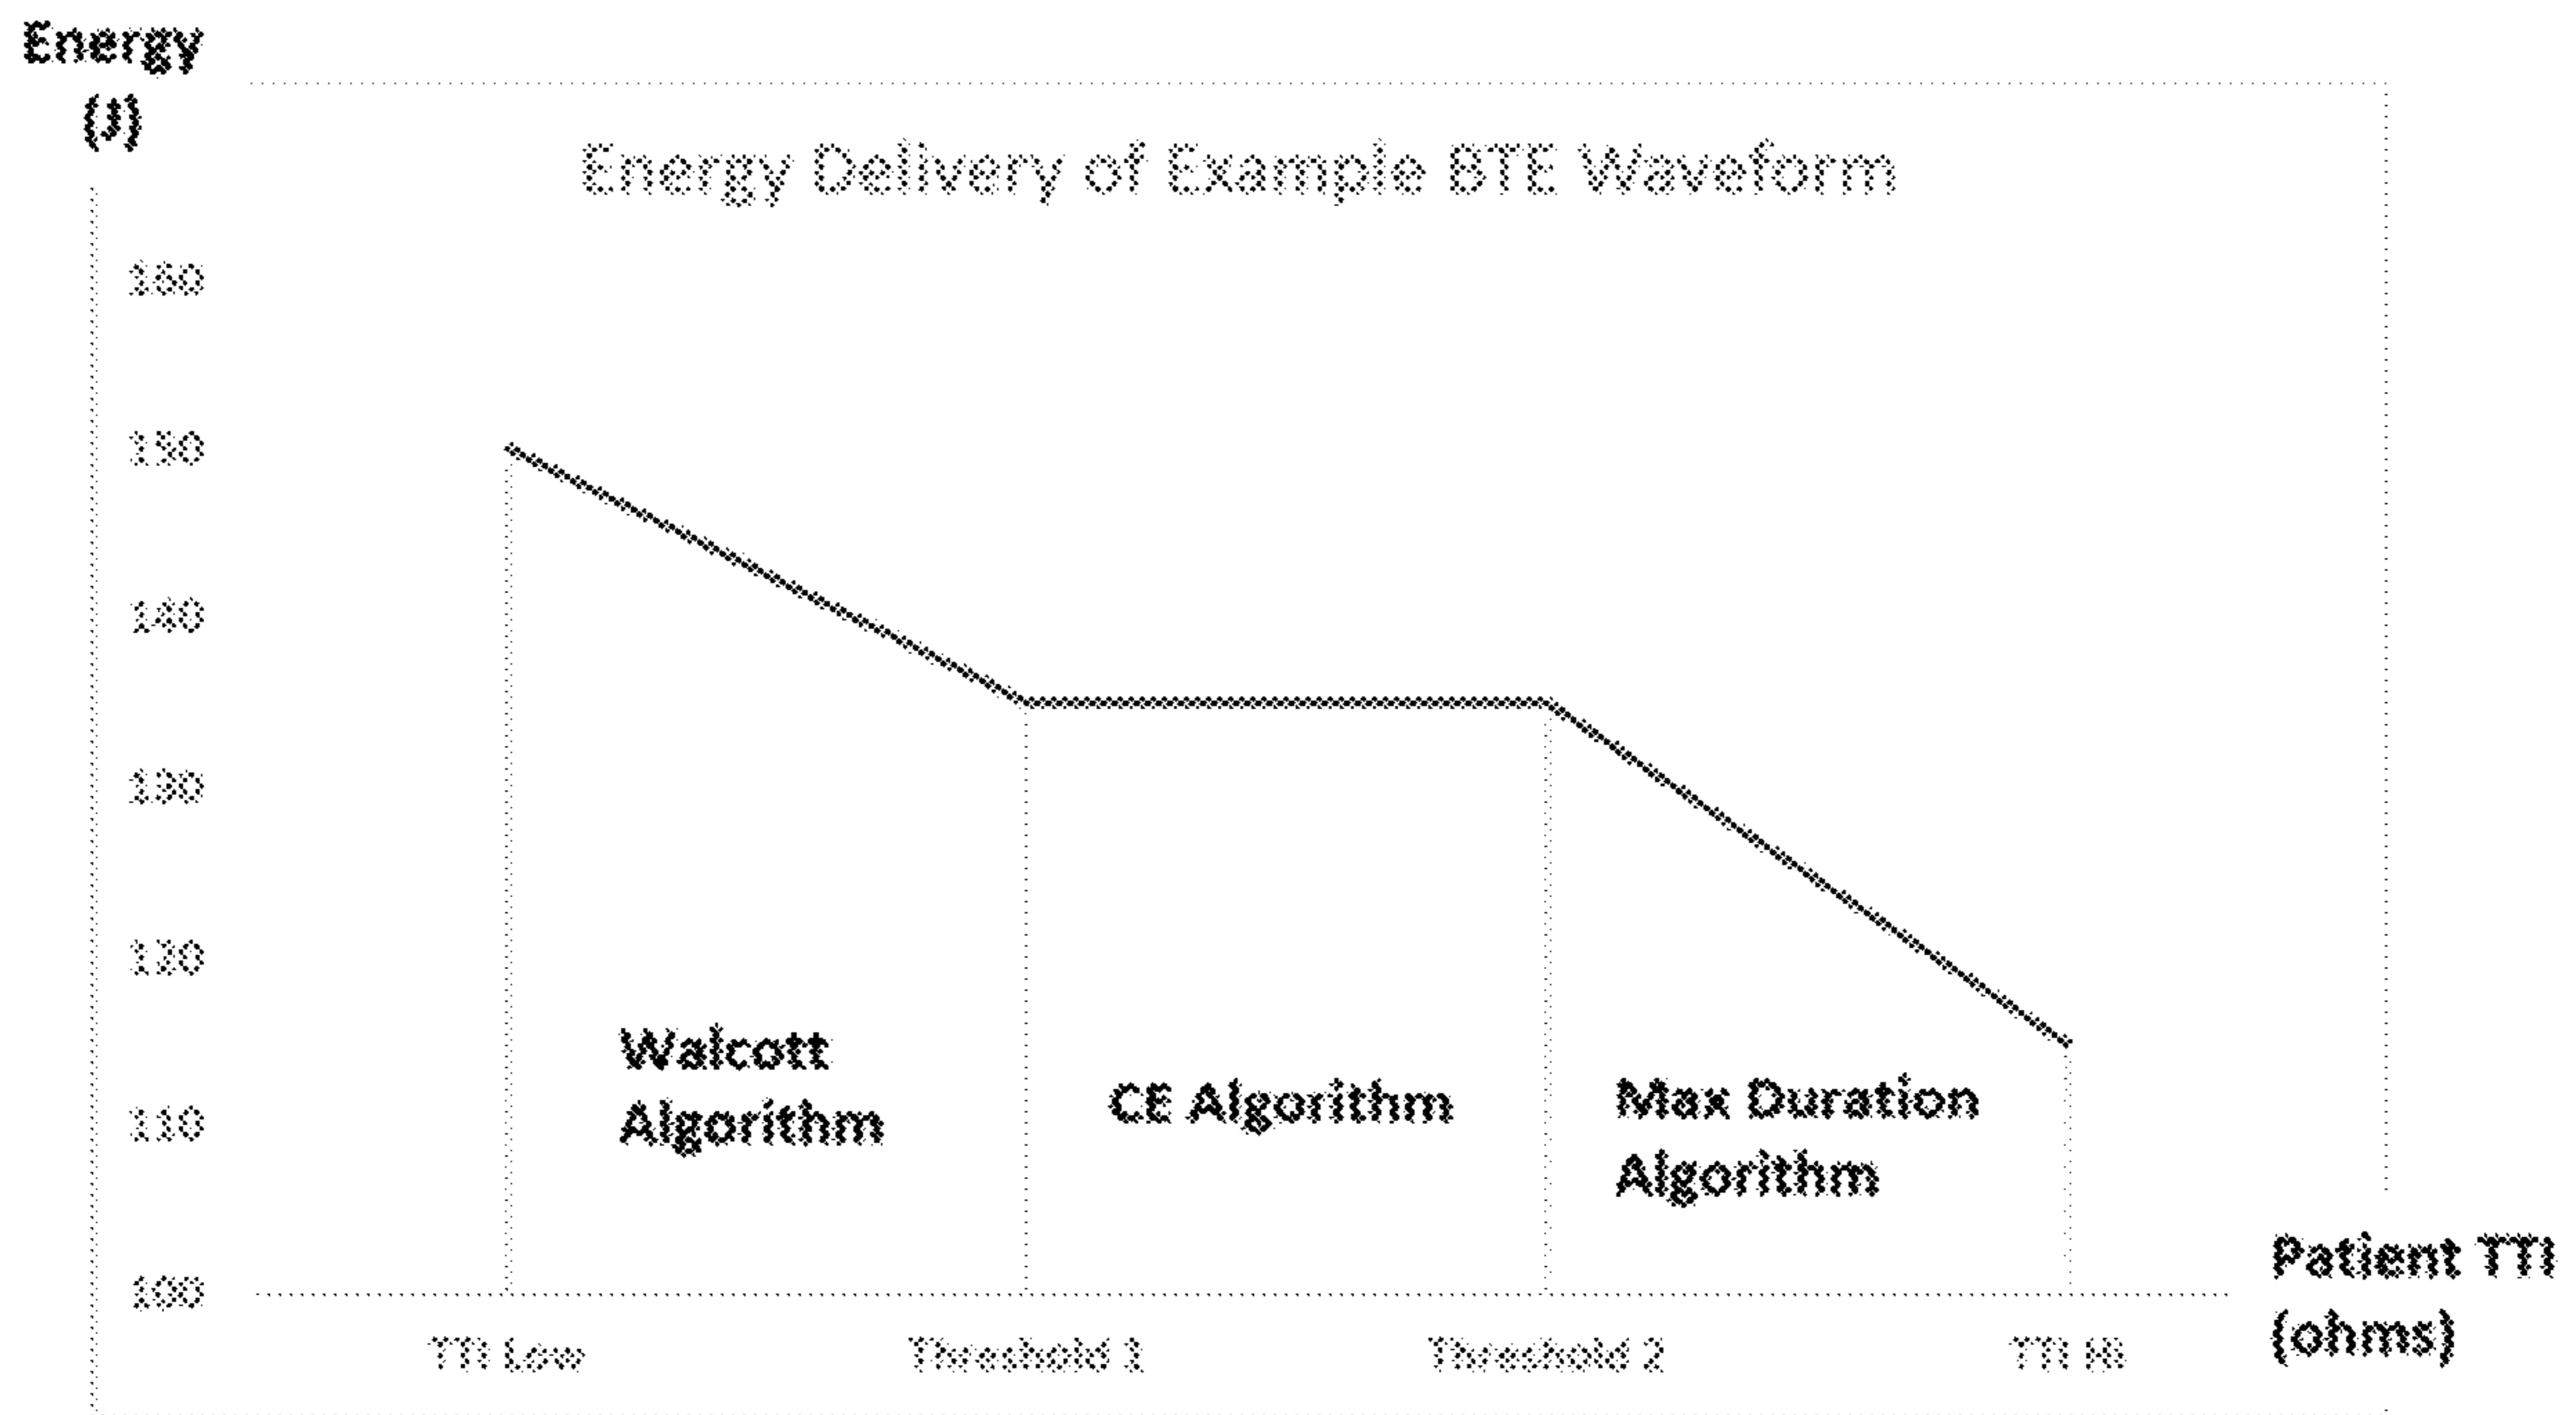 Energy
(J)
Energy Delivery of Example BTE Waveform
160
150
140
130
120
110
100
Walcott
Algorithm
CE Algorithm
Max Duration
Algorithm
TTI Low
Threshold 1
Threshold 2
TTI Hi
Patient TTI
(ohms)